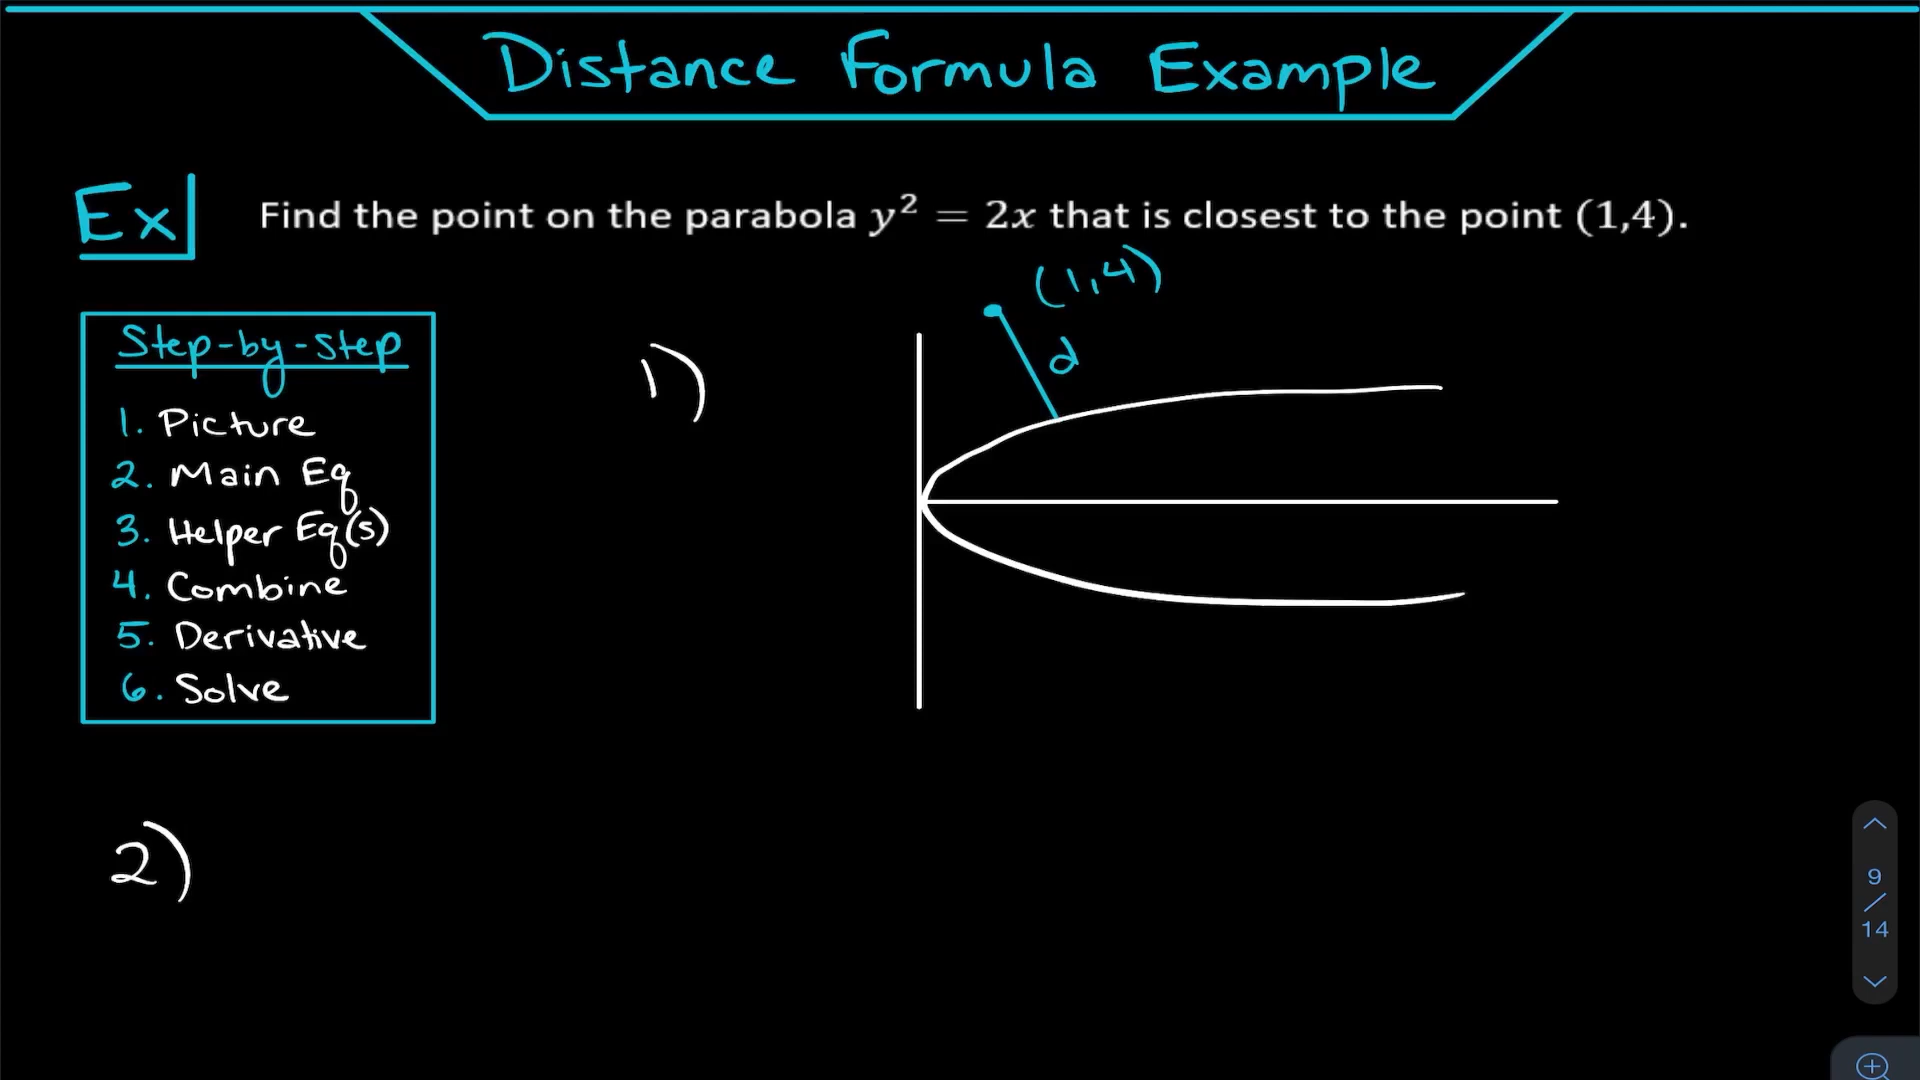 Distance Formula Example
Ex
Find the point on the parabola y² = 2x that is closest to the point (1,4).
(1,4)
d
Step-by-step
1. Picture
2. Main Eq
3. Helper Eq(s)
4. Combine
5. Derivative
6. Solve
1)
2)
9
/
14